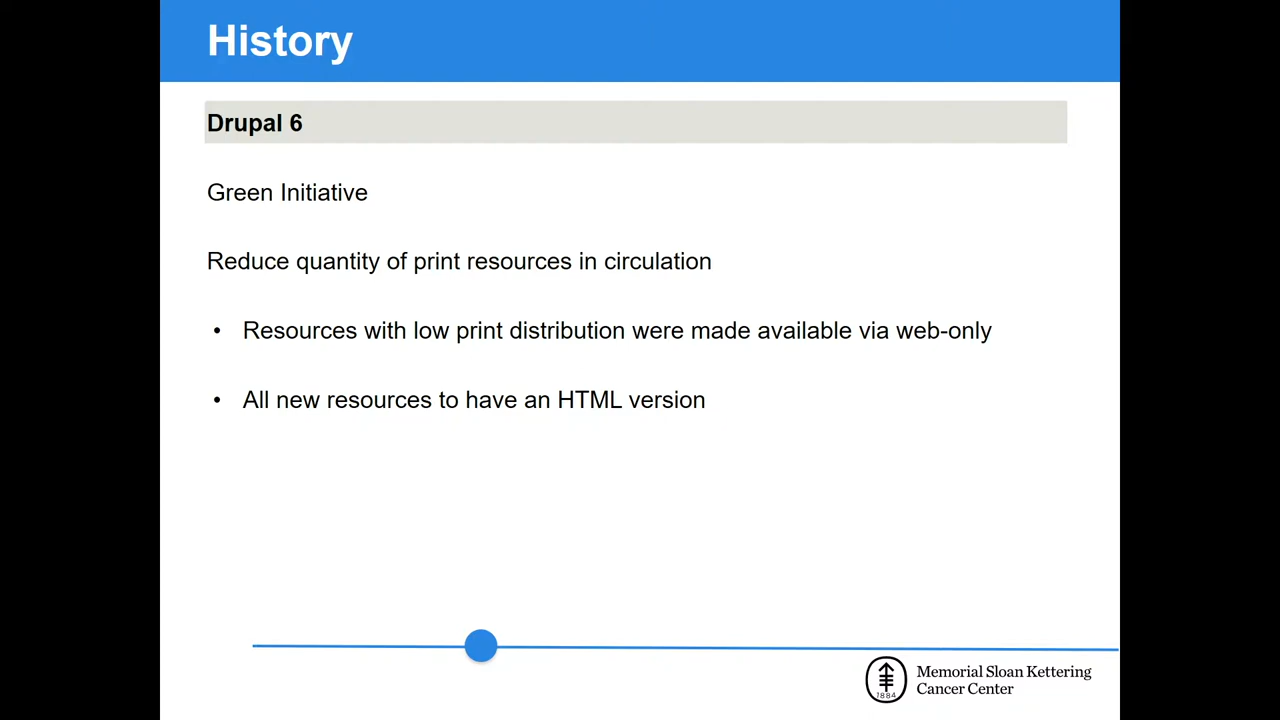 History
Drupal 6
Green Initiative
Reduce quantity of print resources in circulation
• Resources with low print distribution were made available via web-only
• All new resources to have an HTML version
1884
Memorial Sloan Kettering
Cancer Center